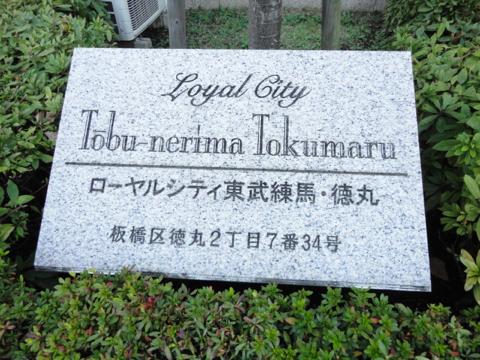 Loyal City
Tobu-nerima Tokumaru
ローヤルシティ東武練馬・徳丸
板橋区徳丸2丁目7番34号